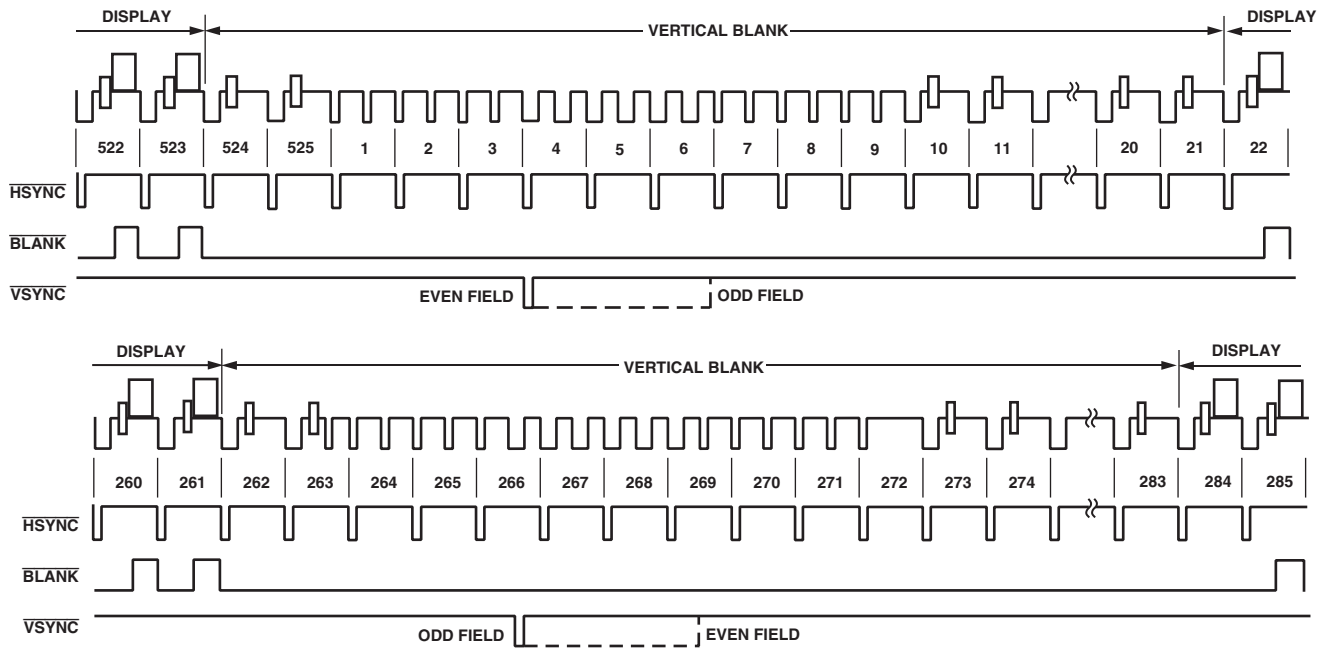 DISPLAY VERTICAL BLANK DISPLAY
522 523 524 525 1 2 3 4 5 6 7 8 9 10 11 20 21 22
HSYNC
BLANK
VSYNC EVEN FIELD ODD FIELD
DISPLAY VERTICAL BLANK DISPLAY
260 261 262 263 264 265 266 267 268 269 270 271 272 273 274 283 284 285
HSYNC
BLANK
VSYNC ODD FIELD EVEN FIELD